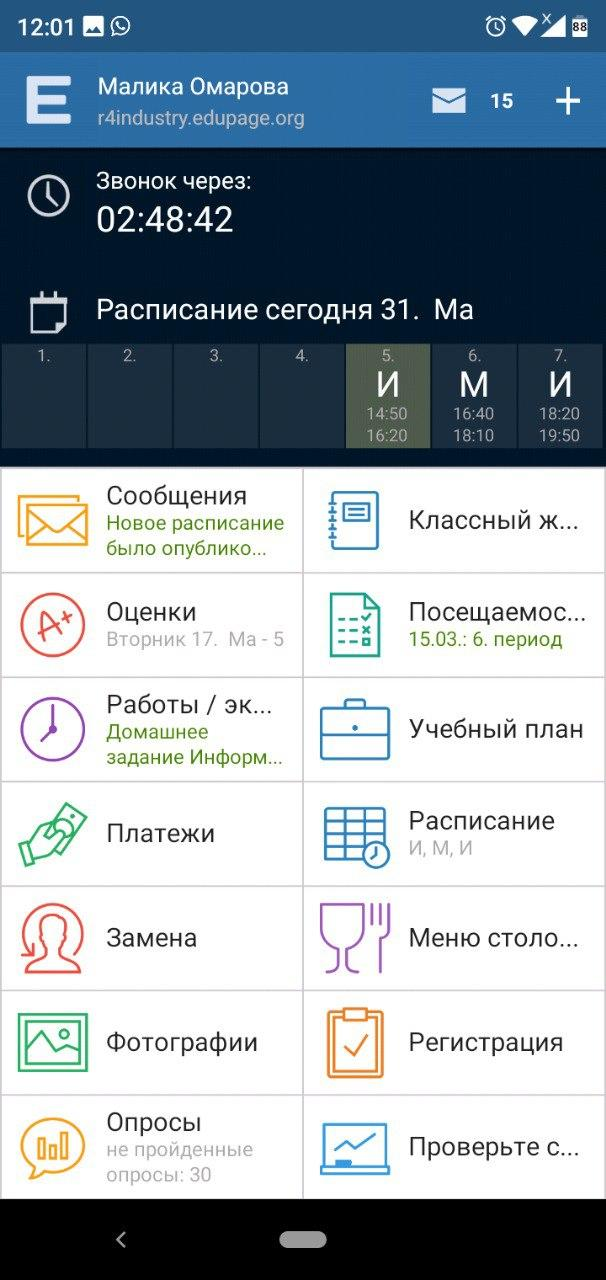 12:01
88
E
Малика Омарова
r4industry.edupage.org
15
Звонок через:
02:48:42
Расписание сегодня 31. Ма
1. 2. 3. 4. 5. 6. 7.
И М И
14:50 16:40 18:20
16:20 18:10 19:50
Сообщения
Новое расписание
было опублико...
Классный ж...
Оценки
Вторник 17. Ма - 5
Посещаемос...
15.03.: 6. период
Работы / эк...
Домашнее
задание Информ...
Учебный план
Платежи
Расписание
И, М, И
Замена
Меню столо...
Фотографии
Регистрация
Опросы
не пройденные
опросы: 30
Проверьте с...